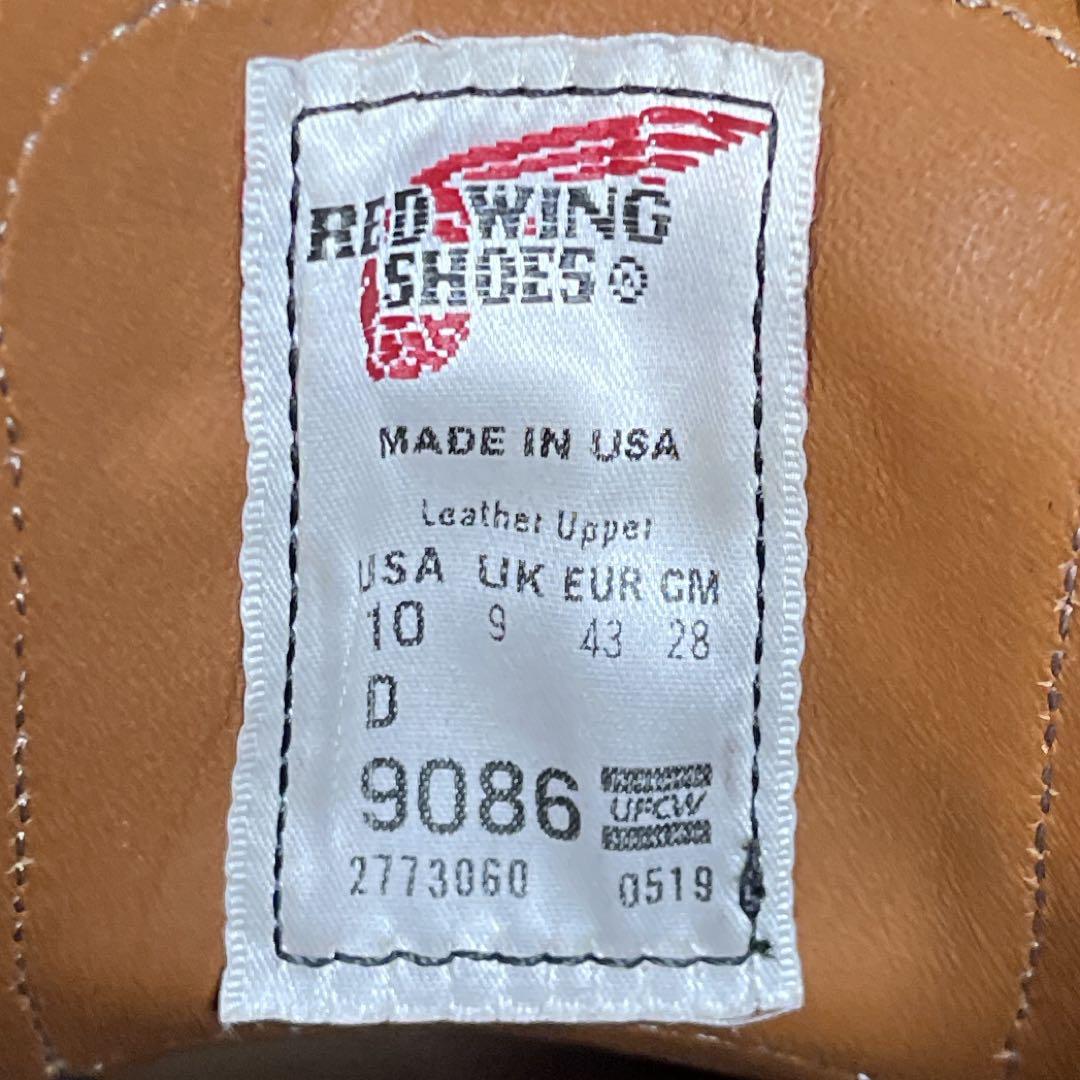 RED WING
SHOES®
MADE IN USA
Leather Upper
USA UK EUR CM
10 9 43 28
D
9086 UFCW
2773060 0519